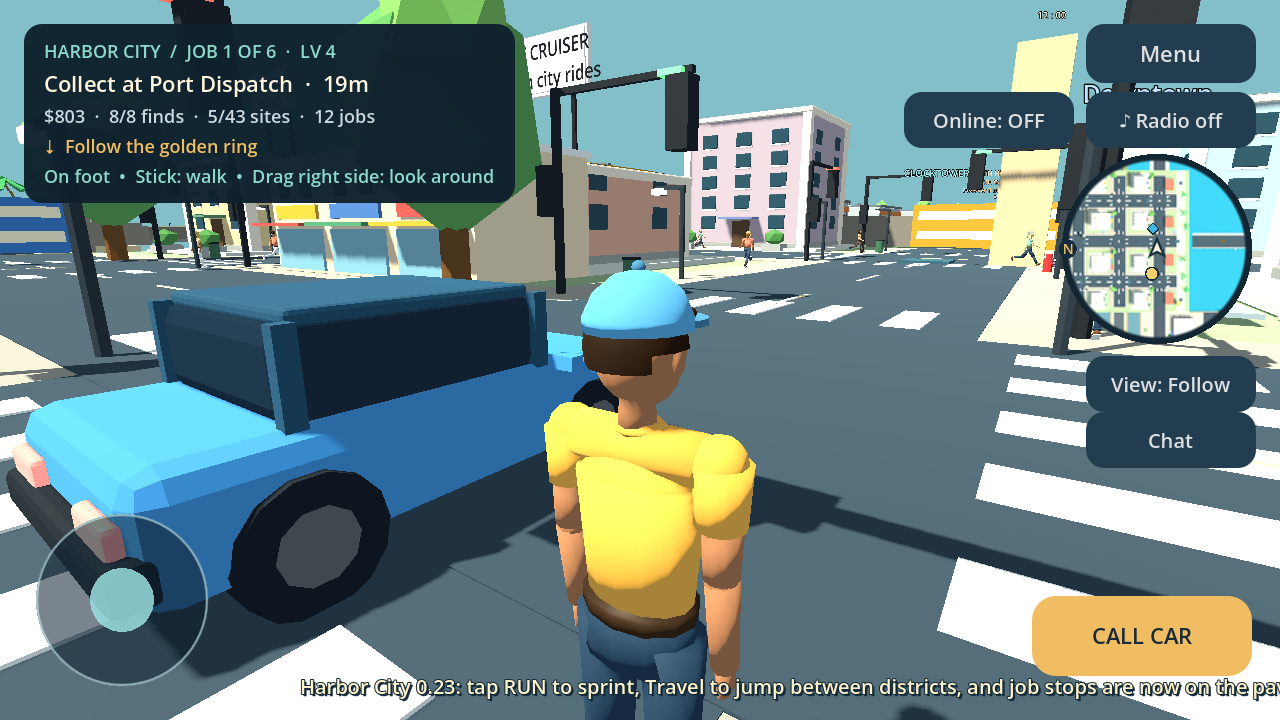 HARBOR CITY / JOB 1 OF 6 · LV 4
Collect at Port Dispatch · 19m
$803 · 8/8 finds · 5/43 sites · 12 jobs
↓ Follow the golden ring
On foot • Stick: walk • Drag right side: look around
CRUISER
city rides
12:00
Menu
Downtown
Online: OFF
♪ Radio off
CLOCK TOWER
N
View: Follow
Chat
CALL CAR
Harbor City 0.23: tap RUN to sprint, Travel to jump between districts, and job stops are now on the